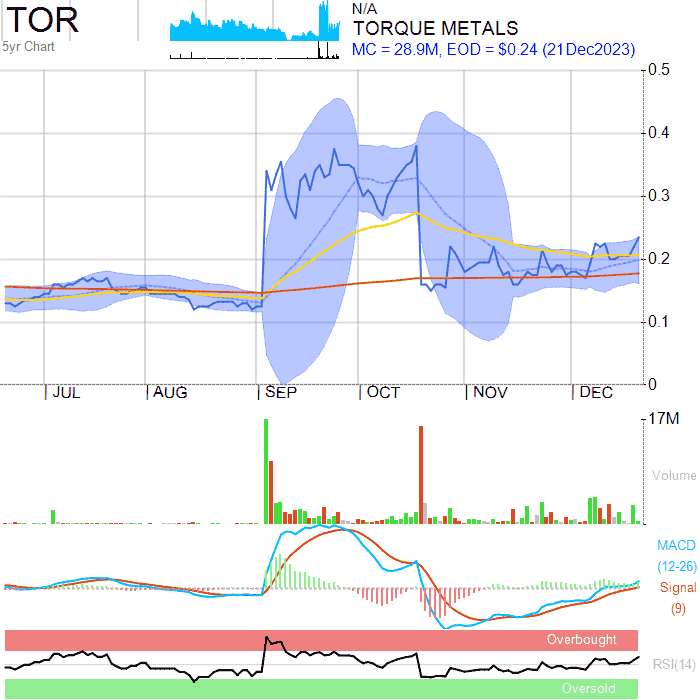 TOR
5yr Chart
N/A
TORQUE METALS
MC = 28.9M, EOD = $0.24 (21Dec2023)
0.5
0.4
0.3
0.2
0.1
0
JUL AUG SEP OCT NOV DEC
17M
Volume
MACD
(12-26)
Signal
(9)
Overbought
RSI(14)
Oversold